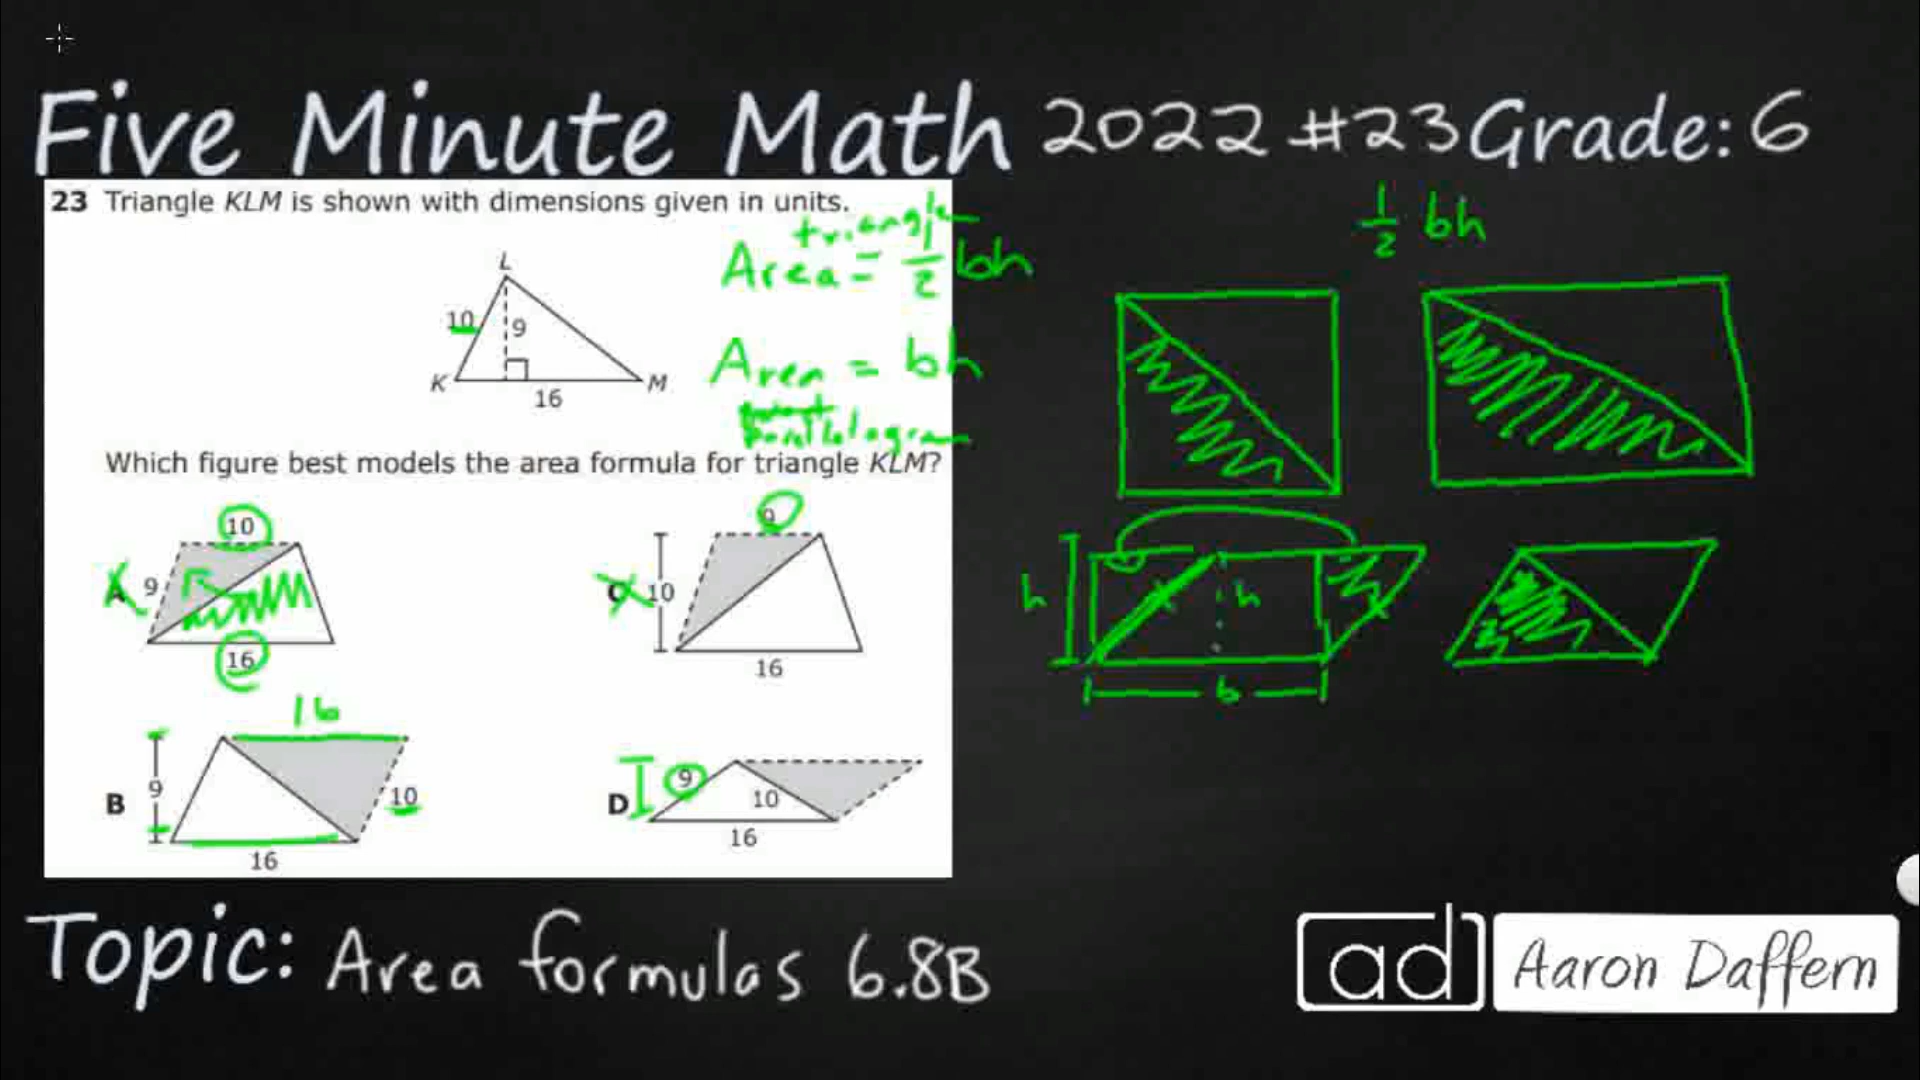 Five Minute Math 2022 #23 Grade: 6
23 Triangle KLM is shown with dimensions given in units.
triangle
Area = 1/2 bh
1/2 bh
L
10
9
K
M
16
Area = bh
parallelogram
Which figure best models the area formula for triangle KLM?
10
A
9
16
9
C
10
16
h
h
b
16
B
9
10
16
D
9
10
16
Topic: Area formulas 6.8B
ad Aaron Daffern